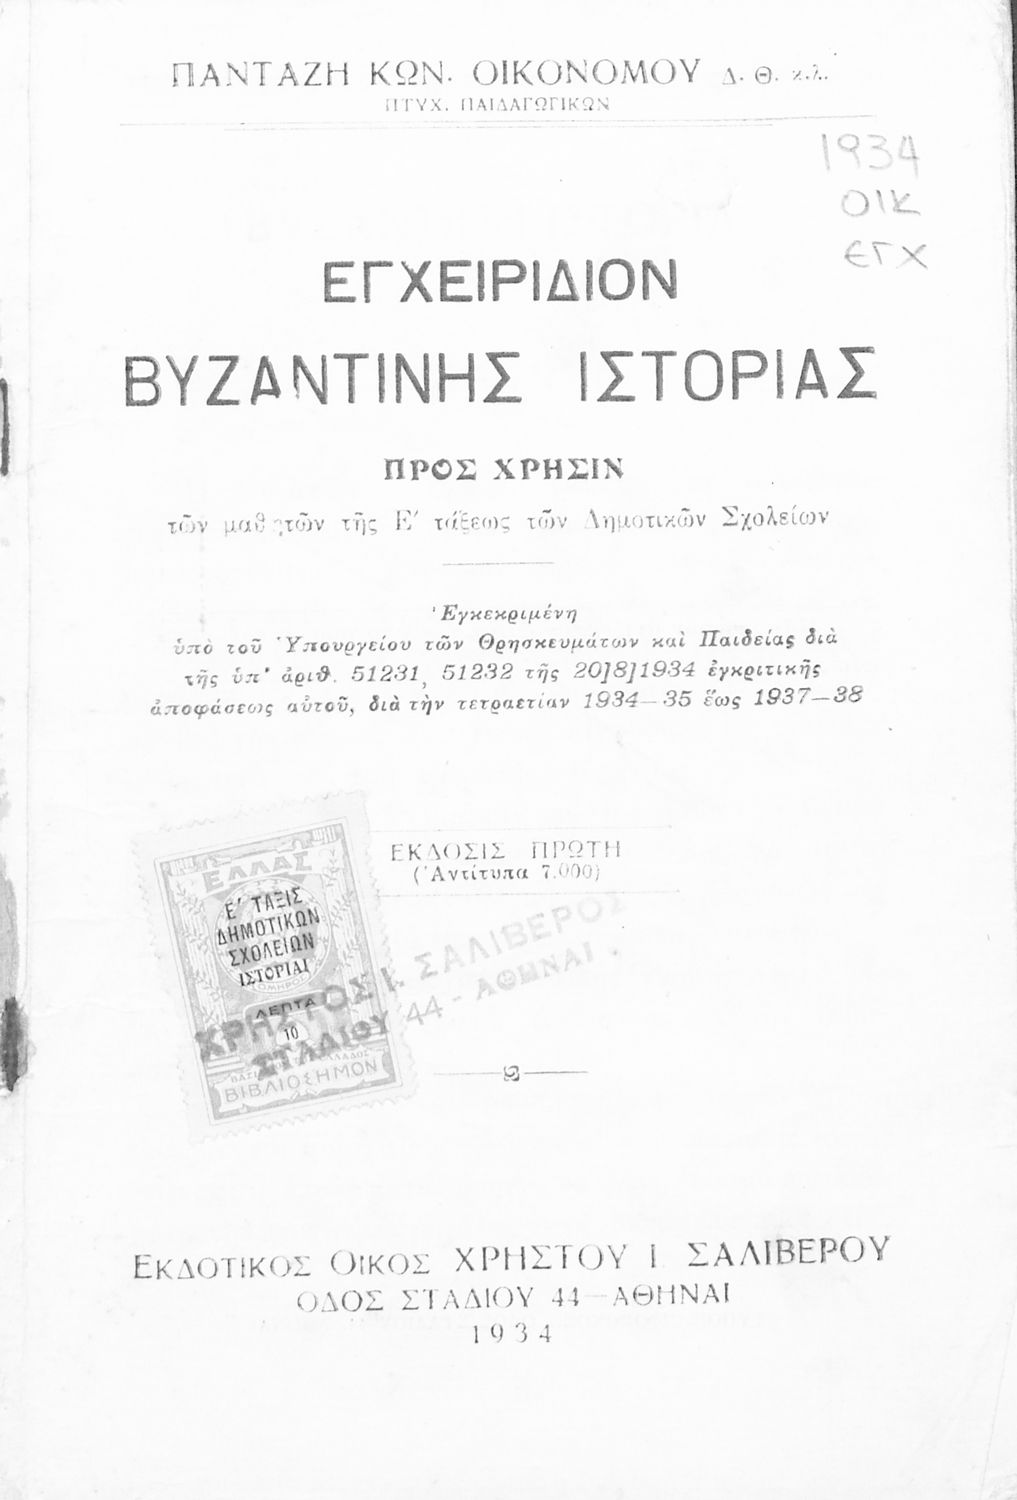 ΠΑΝΤΑΖΗ ΚΩΝ. ΟΙΚΟΝΟΜΟΥ Δ. Θ. κ.λ.
ΠΤΥΧ. ΠΑΙΔΑΓΩΓΙΚΩΝ
1934
ΟΙΚ
ΕΓΧ
ΕΓΧΕΙΡΙΔΙΟΝ
ΒΥΖΑΝΤΙΝΗΣ ΙΣΤΟΡΙΑΣ
ΠΡΟΣ ΧΡΗΣΙΝ
τῶν μαθητῶν τῆς Ε΄ τάξεως τῶν Δημοτικῶν Σχολείων
Ἐγκεκριμένη
ὑπὸ τοῦ Ὑπουργείου τῶν Θρησκευμάτων καὶ Παιδείας διὰ
τῆς ὑπ' ἀριθ. 51231, 51232 τῆς 20]8]1934 ἐγκριτικῆς
ἀποφάσεως αὐτοῦ, διὰ τὴν τετραετίαν 1934—35 ἕως 1937—38
ΕΚΔΟΣΙΣ ΠΡΩΤΗ
(Ἀντίτυπα 7.000)
ΕΛΛΑΣ
Ε΄ ΤΑΞΙΣ
ΔΗΜΟΤΙΚΩΝ
ΣΧΟΛΕΙΩΝ
ΙΣΤΟΡΙΑΙ
ΟΜΗΡΟΣ
ΛΕΠΤΑ
10
ΒΙΒΛΙΟΣΗΜΟΝ
ΧΡΗΣΤΟΣ Ι. ΣΑΛΙΒΕΡΟΣ
ΣΤΑΔΙΟΥ 44 - ΑΘΗΝΑΙ
ΕΚΔΟΤΙΚΟΣ ΟΙΚΟΣ ΧΡΗΣΤΟΥ Ι. ΣΑΛΙΒΕΡΟΥ
ΟΔΟΣ ΣΤΑΔΙΟΥ 44—ΑΘΗΝΑΙ
1934